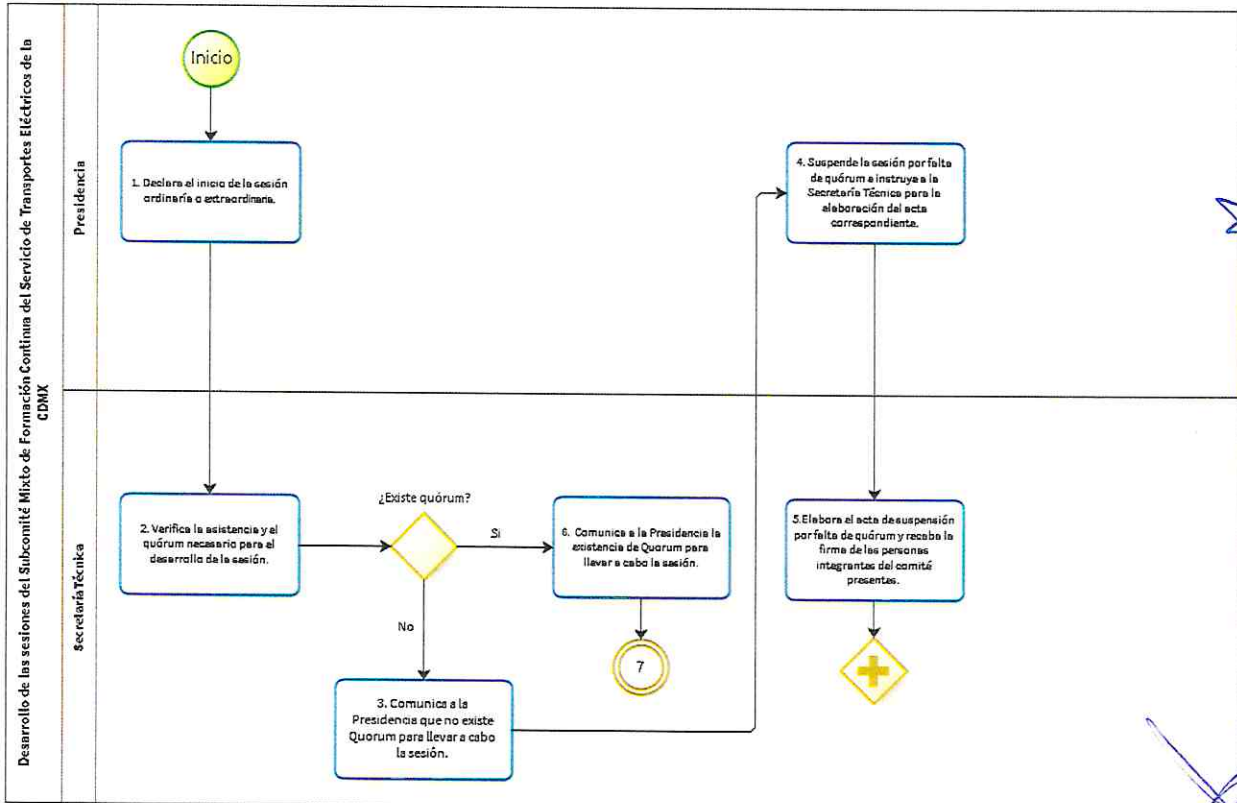 Desarrollo de las sesiones del Subcomité Mixto de Formación Continua del Servicio de Transportes Eléctricos de la
CDMX
Presidencia
Inicio
1. Declara el inicio de la sesión
ordinaria o extraordinaria.
4. Suspende la sesión por falta
de quórum e instruye a la
Secretaría Técnica para la
elaboración del acta
correspondiente.
Secretaría Técnica
2. Verifica la asistencia y el
quórum necesario para el
desarrollo de la sesión.
¿Existe quórum?
Si
No
6. Comunica a la Presidencia la
existencia de Quorum para
llevar a cabo la sesión.
7
3. Comunica a la
Presidencia que no existe
Quorum para llevar a cabo
la sesión.
5.Elabora el acta de suspensión
por falta de quórum y recaba la
firma de las personas
integrantes del comité
presentes.